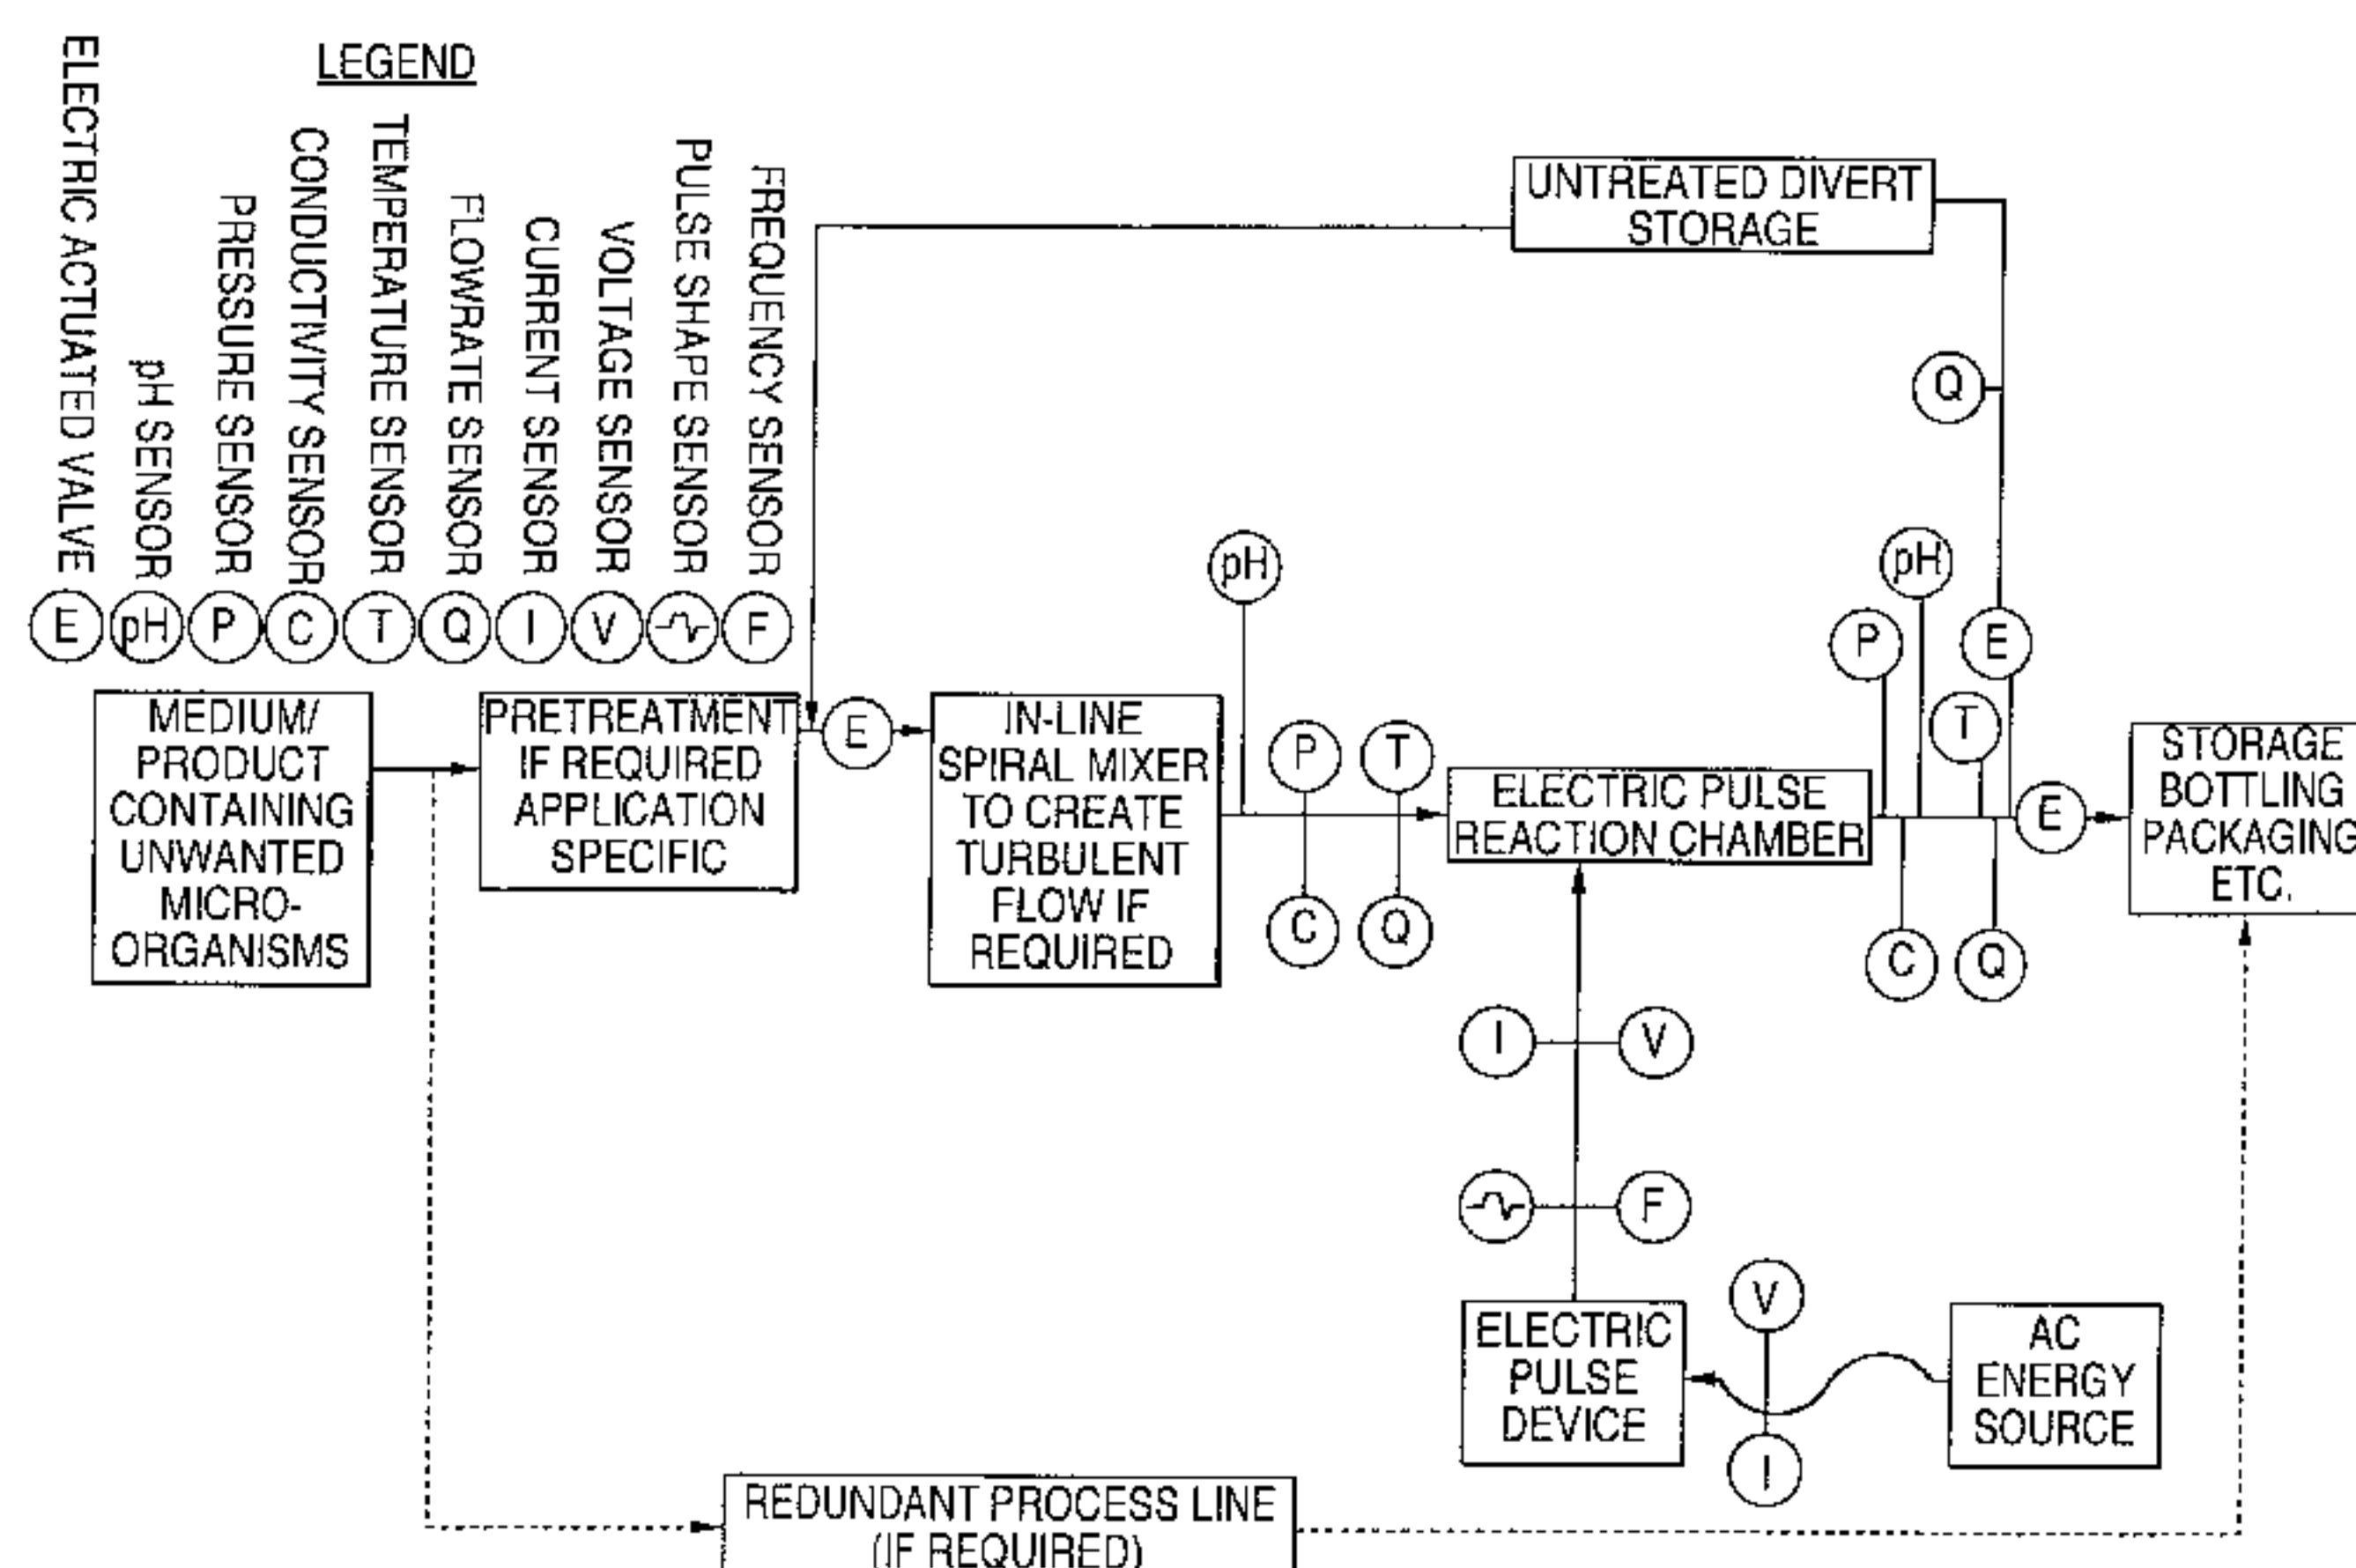 LEGEND
ELECTRIC ACTUATED VALVE
pH SENSOR
PRESSURE SENSOR
CONDUCTIVITY SENSOR
TEMPERATURE SENSOR
FLOWRATE SENSOR
CURRENT SENSOR
VOLTAGE SENSOR
PULSE SHAPE SENSOR
FREQUENCY SENSOR
E pH P C T Q I V F
UNTREATED DIVERT
STORAGE
Q
E
MEDIUM/
PRODUCT
CONTAINING
UNWANTED
MICRO-
ORGANISMS
PRETREATMENT
IF REQUIRED
APPLICATION
SPECIFIC
E
IN-LINE
SPIRAL MIXER
TO CREATE
TURBULENT
FLOW IF
REQUIRED
pH
P
T
C
Q
ELECTRIC PULSE
REACTION CHAMBER
P
pH
T
C
Q
E
STORAGE
BOTTLING
PACKAGING
ETC.
I
V
F
ELECTRIC
PULSE
DEVICE
V
I
AC
ENERGY
SOURCE
REDUNDANT PROCESS LINE
(IF REQUIRED)